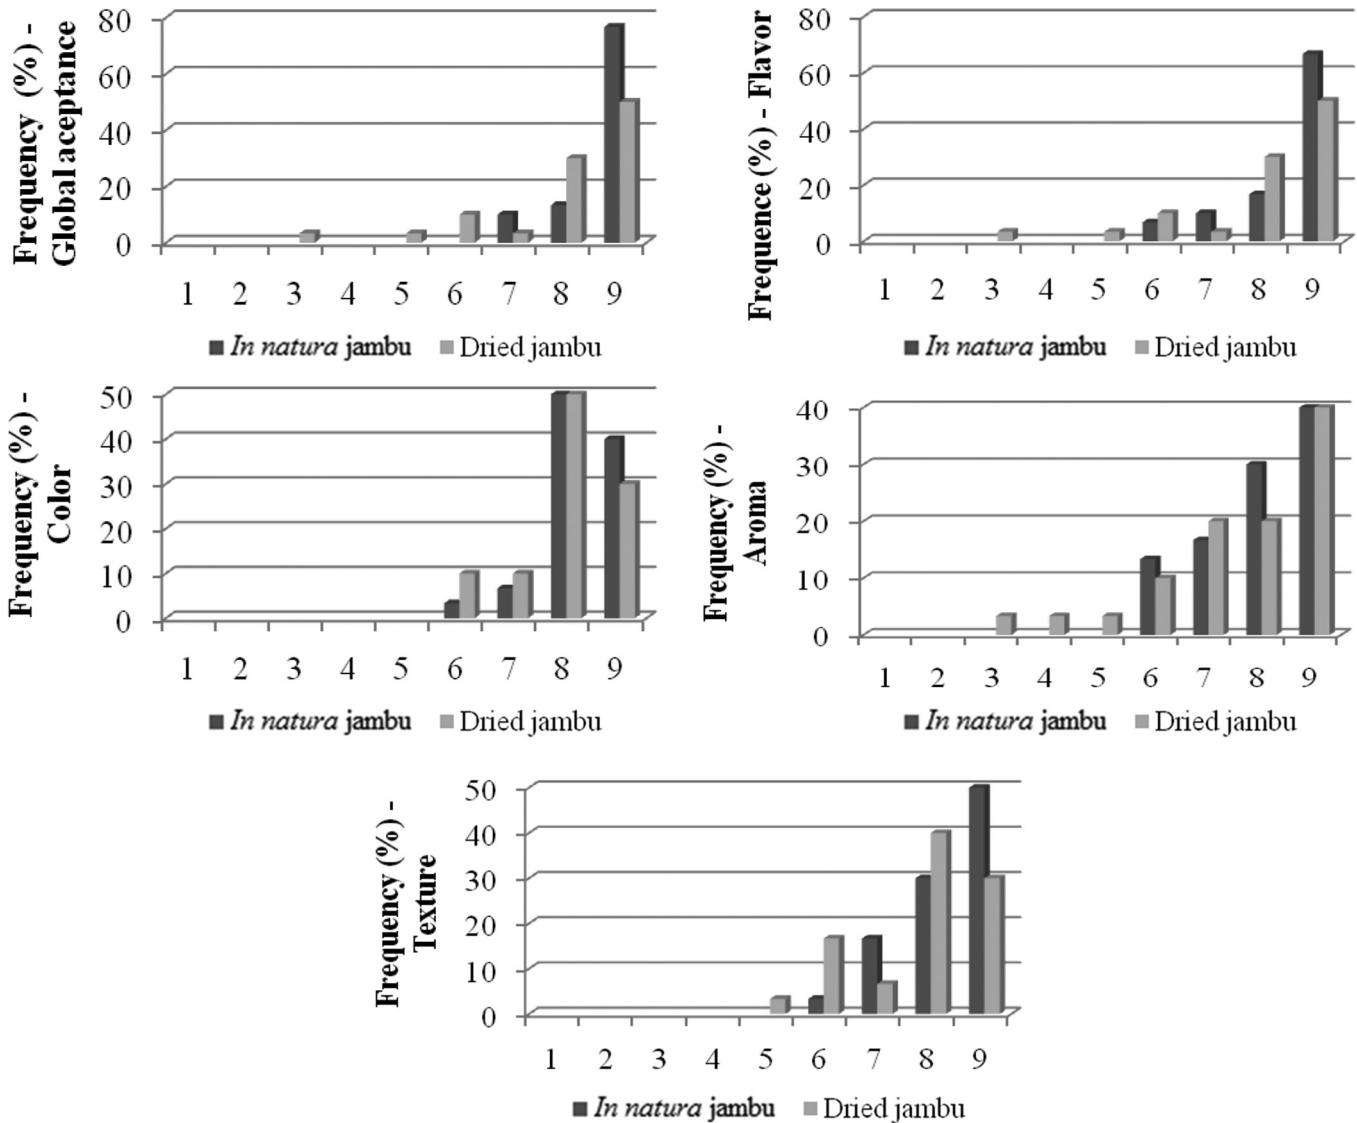 Frequency (%) -
Global aceptance
80
60
40
20
0
1 2 3 4 5 6 7 8 9
In natura jambu Dried jambu
Frequence (%) - Flavor
80
60
40
20
0
1 2 3 4 5 6 7 8 9
In natura jambu Dried jambu
Frequency (%) -
Color
50
40
30
20
10
0
1 2 3 4 5 6 7 8 9
In natura jambu Dried jambu
Frequency (%) -
Aroma
40
30
20
10
0
1 2 3 4 5 6 7 8 9
In natura jambu Dried jambu
Frequency (%) -
Texture
50
40
30
20
10
0
1 2 3 4 5 6 7 8 9
In natura jambu Dried jambu